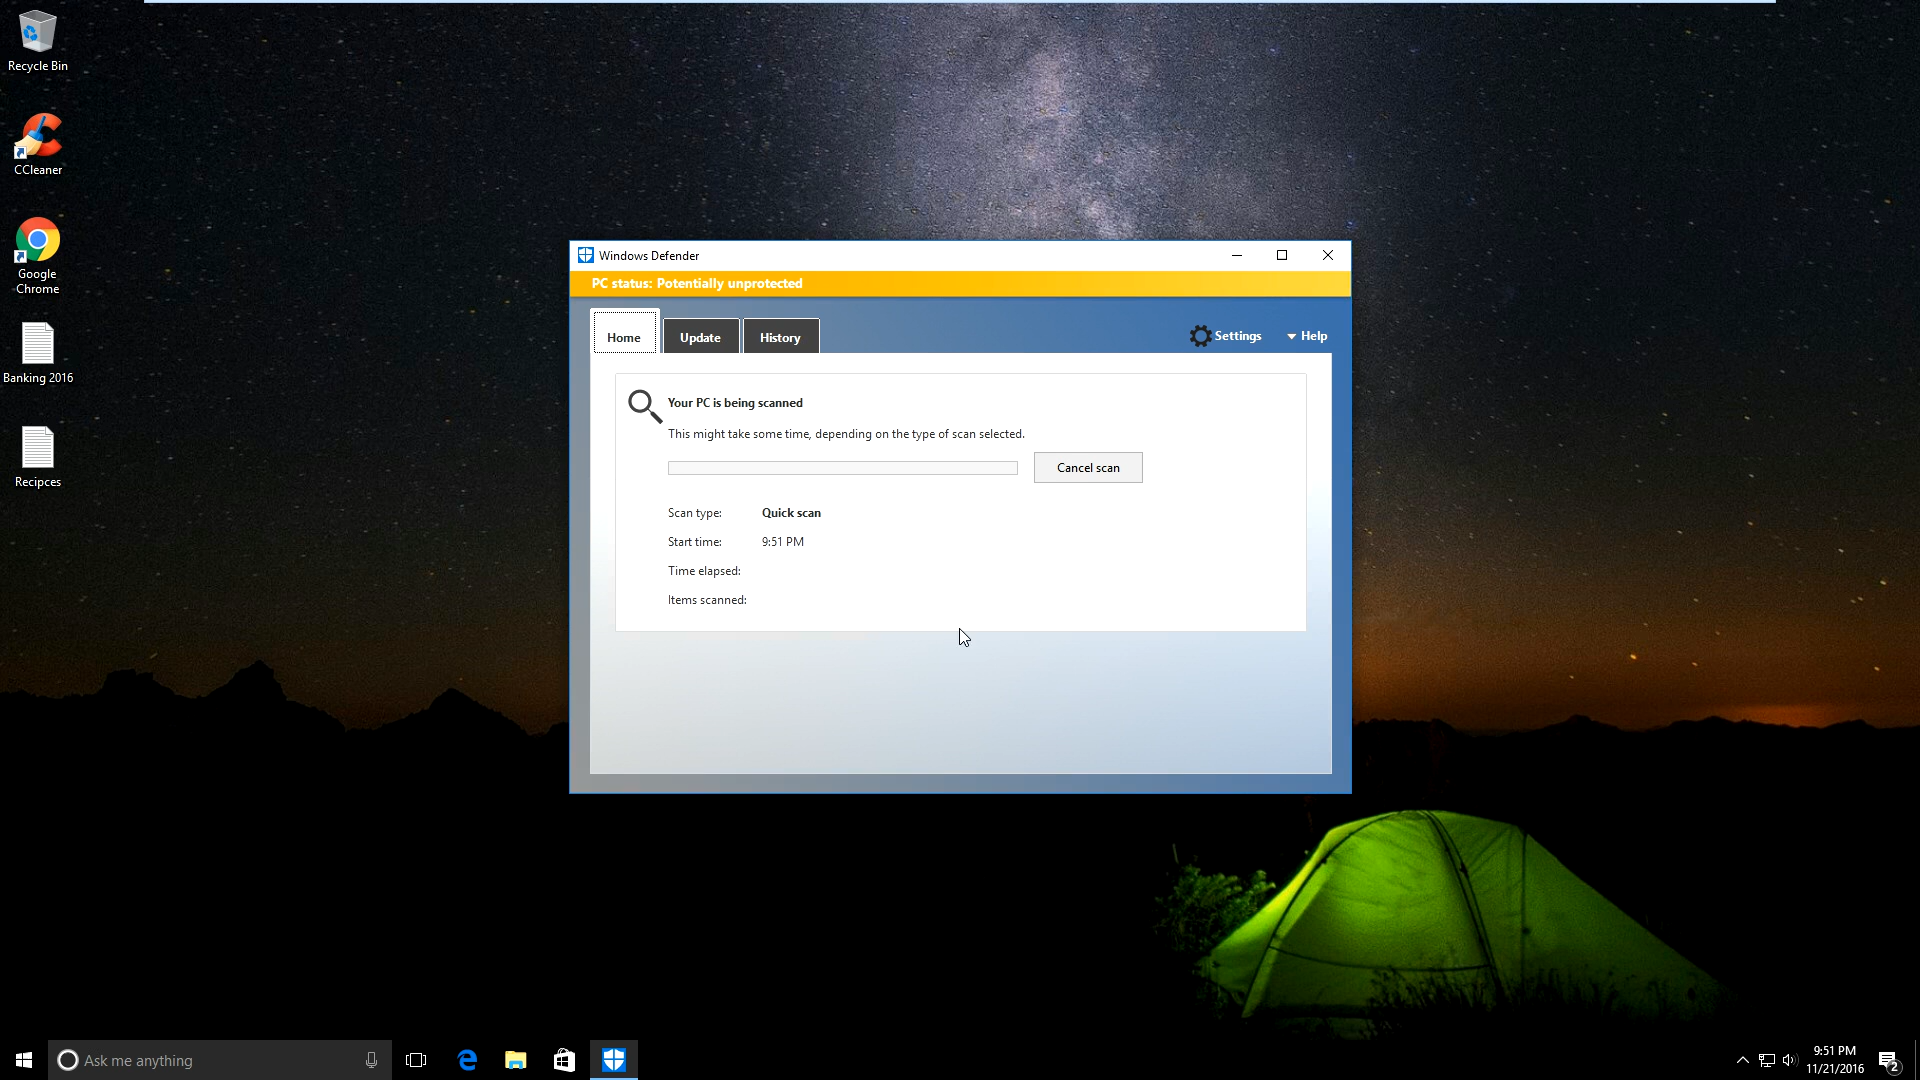 Recycle Bin
CCleaner
Google
Chrome
Banking 2016
Recipces
Windows Defender
PC status: Potentially unprotected
Home
Update
History
Settings
Help
Your PC is being scanned
This might take some time, depending on the type of scan selected.
Cancel scan
Scan type: Quick scan
Start time: 9:51 PM
Time elapsed:
Items scanned:
Ask me anything
9:51 PM
11/21/2016
2